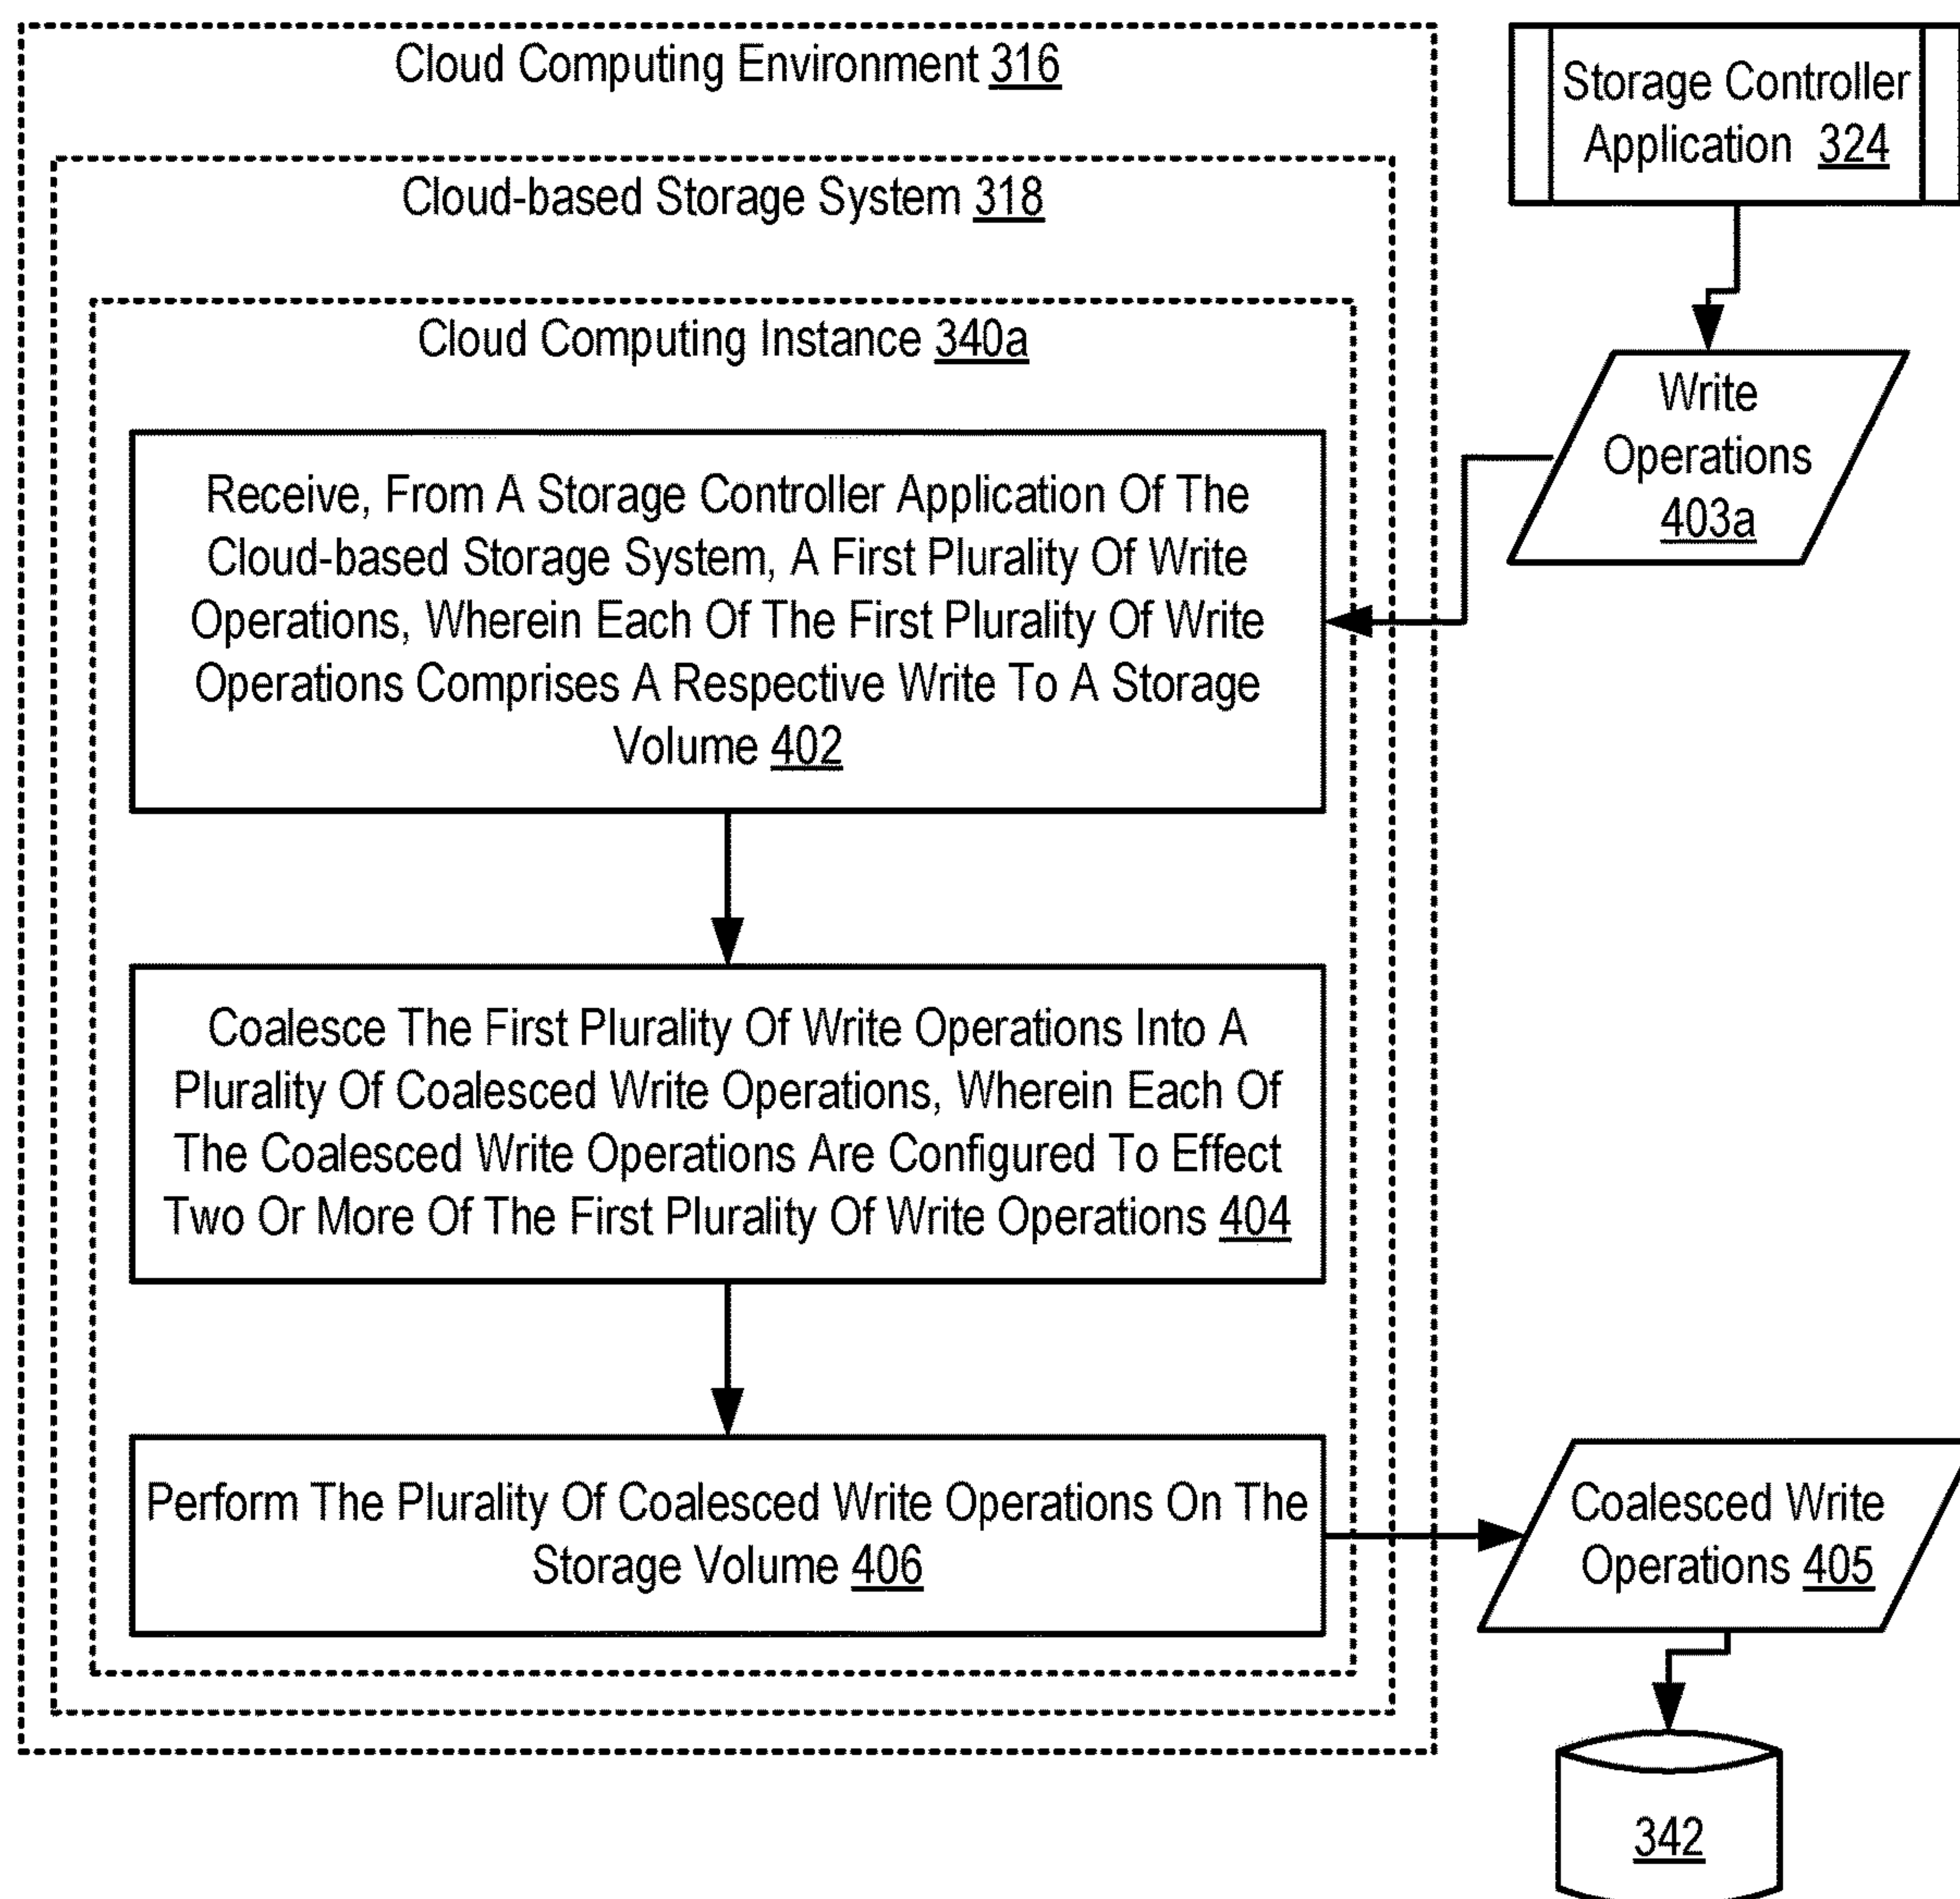 Cloud Computing Environment 316
Cloud-based Storage System 318
Cloud Computing Instance 340a
Receive, From A Storage Controller Application Of The
Cloud-based Storage System, A First Plurality Of Write
Operations, Wherein Each Of The First Plurality Of Write
Operations Comprises A Respective Write To A Storage
Volume 402
Coalesce The First Plurality Of Write Operations Into A
Plurality Of Coalesced Write Operations, Wherein Each Of
The Coalesced Write Operations Are Configured To Effect
Two Or More Of The First Plurality Of Write Operations 404
Perform The Plurality Of Coalesced Write Operations On The
Storage Volume 406
Storage Controller
Application 324
Write
Operations
403a
Coalesced Write
Operations 405
342